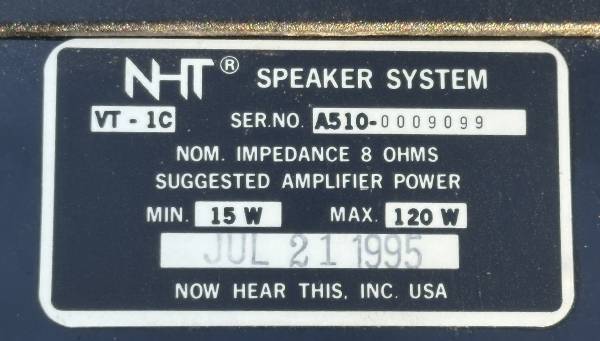 NHT® SPEAKER SYSTEM
VT - 1C SER.NO. A510-0009099
NOM. IMPEDANCE 8 OHMS
SUGGESTED AMPLIFIER POWER
MIN. 15 W MAX. 120 W
JUL 21 1995
NOW HEAR THIS, INC. USA